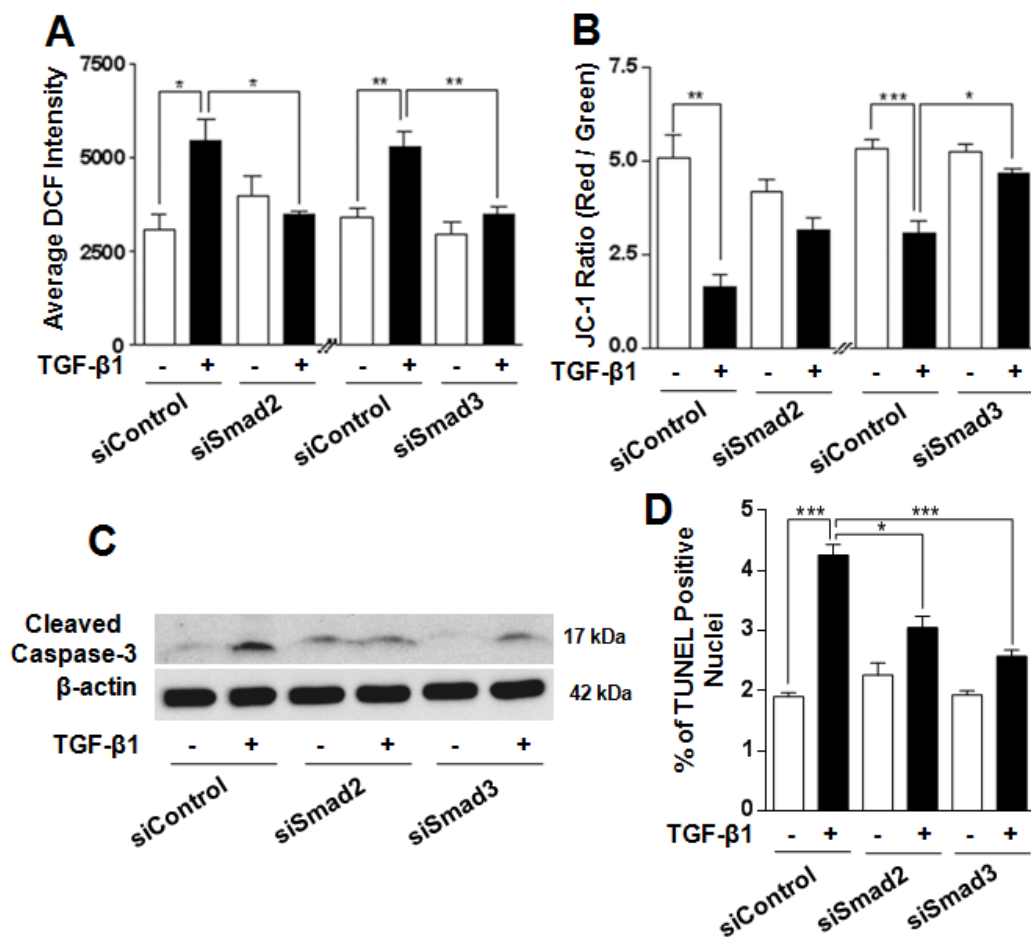 A
Average DCF Intensity
7500
5000
2500
0
* * ** **
TGF-β1 - + - + - + - +
siControl siSmad2 siControl siSmad3
B
JC-1 Ratio (Red / Green)
7.5
5.0
2.5
0.0
** *** *
TGF-β1 - + - + - + - +
siControl siSmad2 siControl siSmad3
C
Cleaved
Caspase-3
17 kDa
β-actin
42 kDa
TGF-β1 - + - + - +
siControl siSmad2 siSmad3
D
% of TUNEL Positive
Nuclei
5
4
3
2
1
0
*** ***
*
TGF-β1 - + - + - +
siControl siSmad2 siSmad3